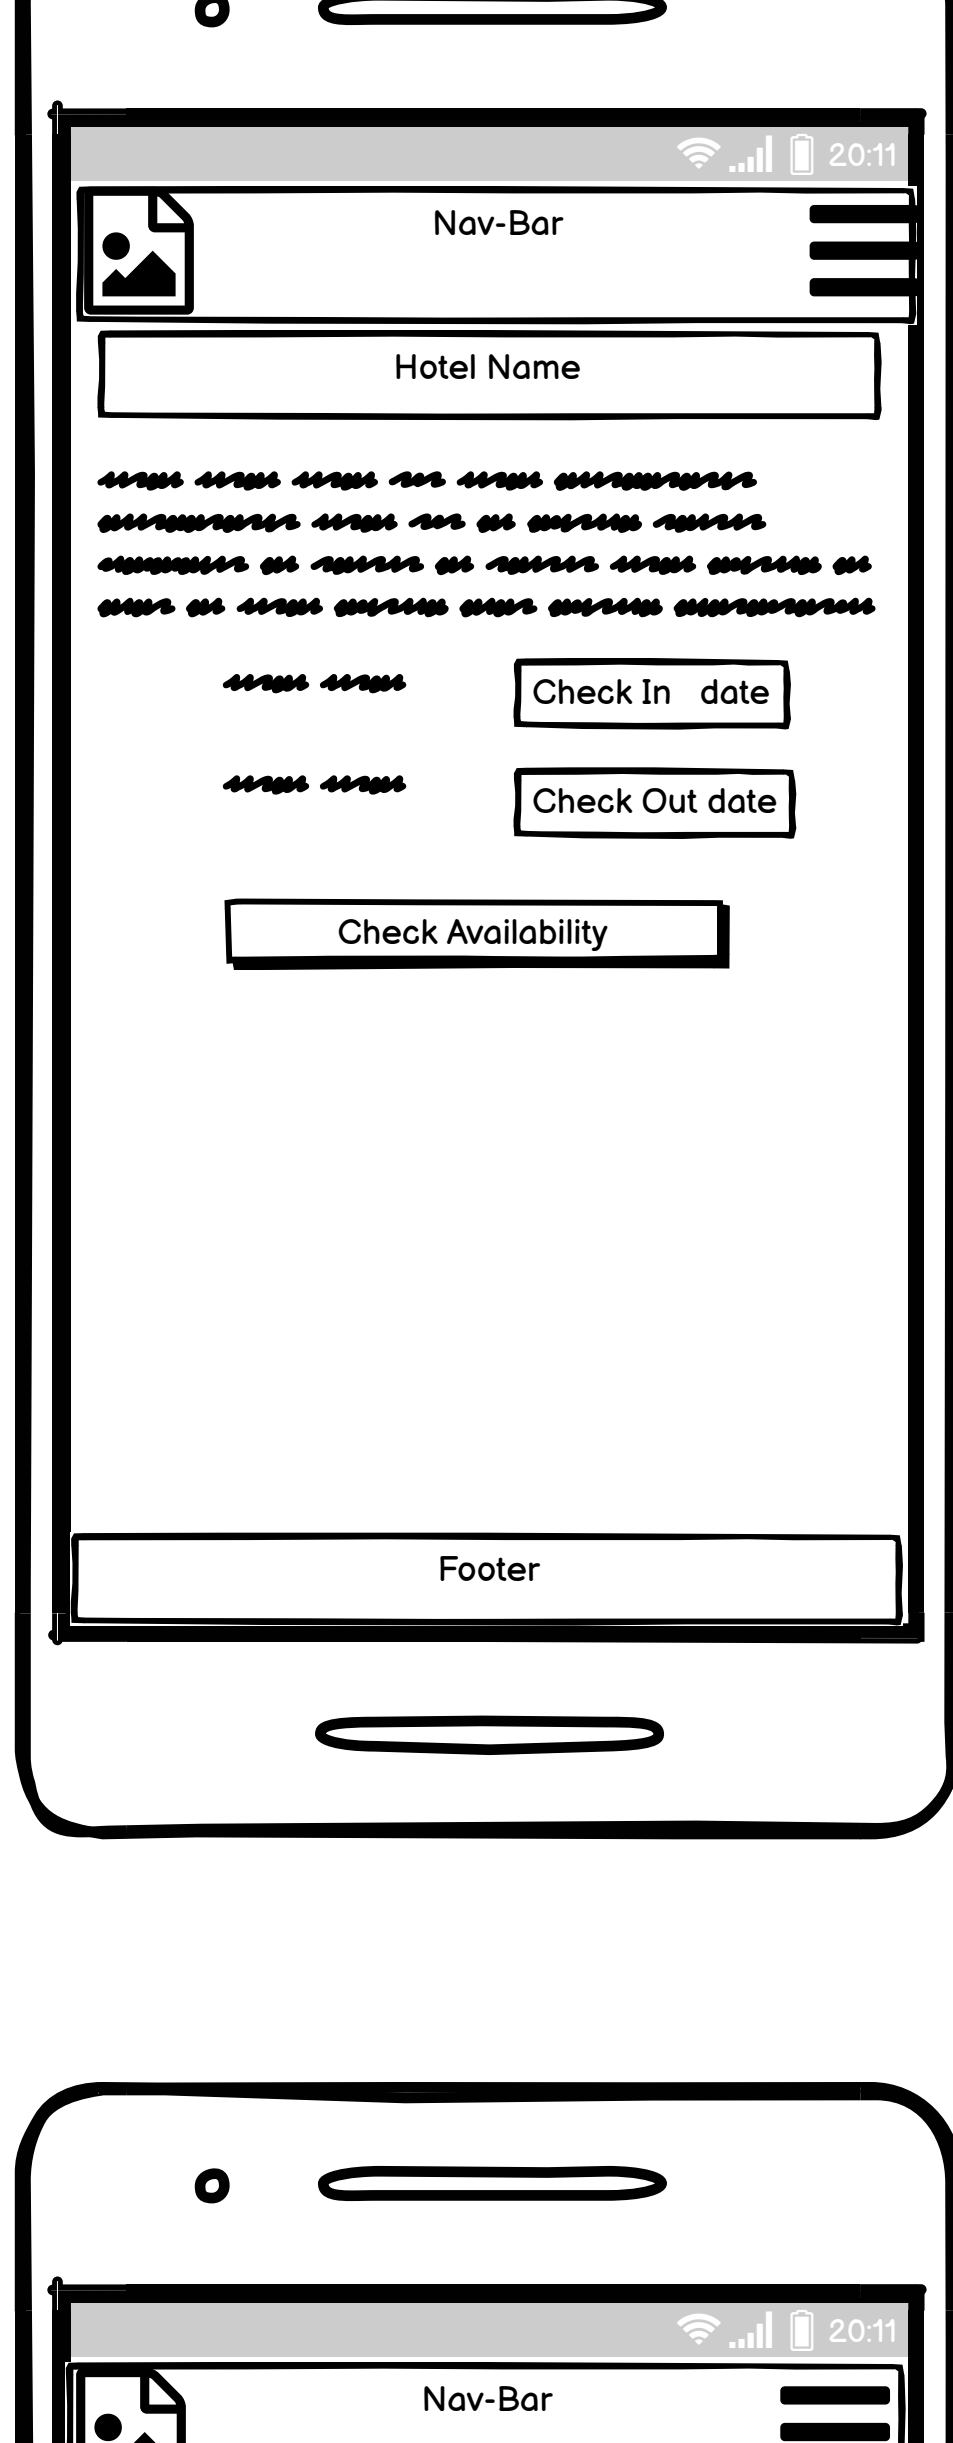 20:11
Nav-Bar
Hotel Name
Check In date
Check Out date
Check Availability
Footer
20:11
Nav-Bar